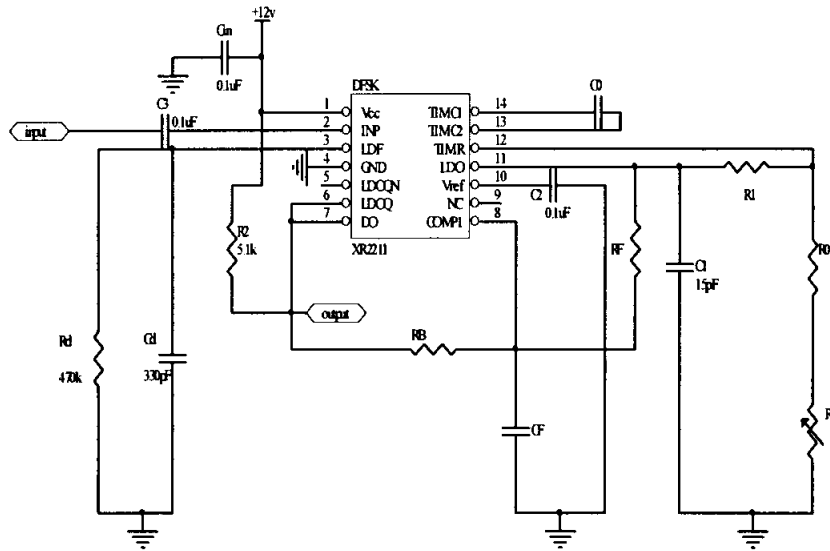 +12v
Cin
0.1uF
DFSK
C3
0.1uF
input
1 Vcc TIMC1 14 C0
2 INP TIMC2 13
3 LDF TIMR 12
4 GND LDO 11
5 LDOQN Vref 10
6 LDOQ NC 9
7 DO COMP1 8
XR2211
C2
0.1uF
R1
R2
5.1k
RF
C1
15pF
R0
output
RB
Rd
470k
Cd
330pF
CF
R